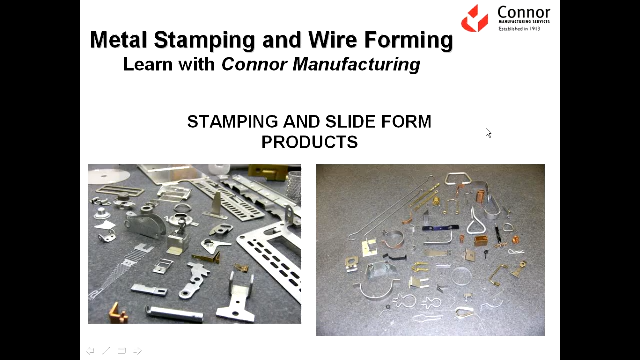 Connor
MANUFACTURING SERVICES
Established in 1913
Metal Stamping and Wire Forming
Learn with Connor Manufacturing
STAMPING AND SLIDE FORM
PRODUCTS